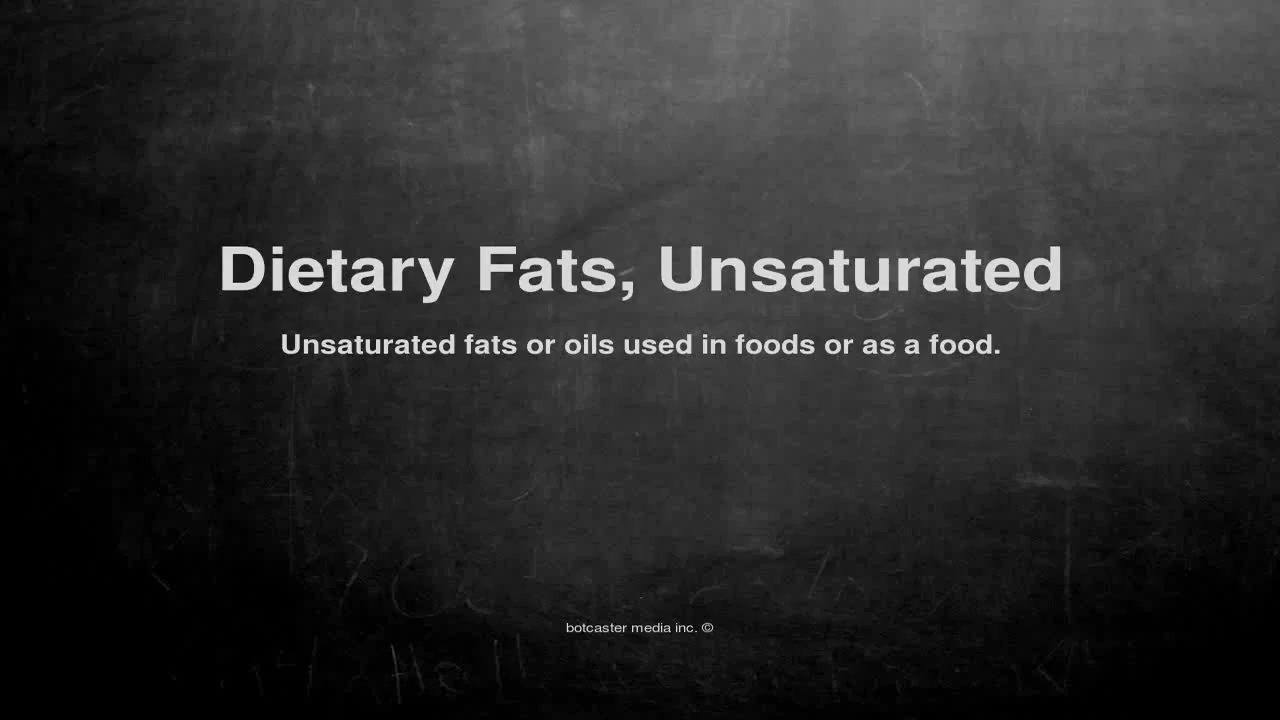 Dietary Fats, Unsaturated
Unsaturated fats or oils used in foods or as a food.
botcaster media inc. ©